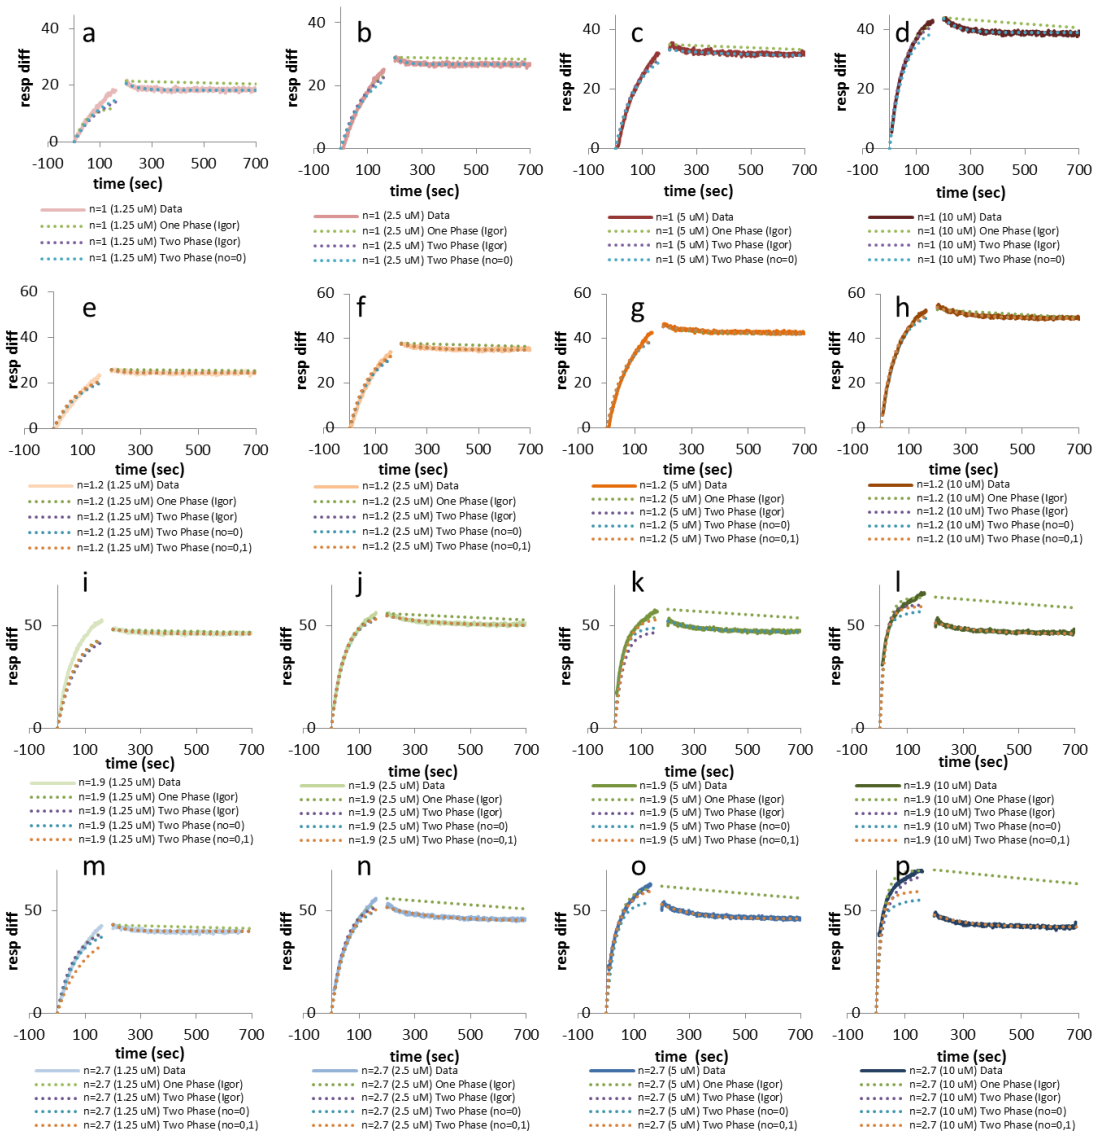 a
resp diff
40
20
0
-100
100
300
500
700
time (sec)
n=1 (1.25 uM) Data
n=1 (1.25 uM) One Phase (Igor)
n=1 (1.25 uM) Two Phase (Igor)
n=1 (1.25 uM) Two Phase (no=0)
b
resp diff
40
20
0
-100
100
300
500
700
time (sec)
n=1 (2.5 uM) Data
n=1 (2.5 uM) One Phase (Igor)
n=1 (2.5 uM) Two Phase (Igor)
n=1 (2.5 uM) Two Phase (no=0)
c
resp diff
40
20
0
-100
100
300
500
700
time (sec)
n=1 (5 uM) Data
n=1 (5 uM) One Phase (Igor)
n=1 (5 uM) Two Phase (Igor)
n=1 (5 uM) Two Phase (no=0)
d
resp diff
40
20
0
-100
100
300
500
700
time (sec)
n=1 (10 uM) Data
n=1 (10 uM) One Phase (Igor)
n=1 (10 uM) Two Phase (Igor)
n=1 (10 uM) Two Phase (no=0)
e
resp diff
60
40
20
0
-100
100
300
500
700
time (sec)
n=1.2 (1.25 uM) Data
n=1.2 (1.25 uM) One Phase (Igor)
n=1.2 (1.25 uM) Two Phase (Igor)
n=1.2 (1.25 uM) Two Phase (no=0)
n=1.2 (1.25 uM) Two Phase (no=0,1)
f
resp diff
60
40
20
0
-100
100
300
500
700
time (sec)
n=1.2 (2.5 uM) Data
n=1.2 (2.5 uM) One Phase (Igor)
n=1.2 (2.5 uM) Two Phase (Igor)
n=1.2 (2.5 uM) Two Phase (no=0)
n=1.2 (2.5 uM) Two Phase (no=0,1)
g
resp diff
60
40
20
0
-100
100
300
500
700
time (sec)
n=1.2 (5 uM) Data
n=1.2 (5 uM) One Phase (Igor)
n=1.2 (5 uM) Two Phase (Igor)
n=1.2 (5 uM) Two Phase (no=0)
n=1.2 (5 uM) Two Phase (no=0,1)
h
resp diff
60
40
20
0
-100
100
300
500
700
time (sec)
n=1.2 (10 uM) Data
n=1.2 (10 uM) One Phase (Igor)
n=1.2 (10 uM) Two Phase (Igor)
n=1.2 (10 uM) Two Phase (no=0)
n=1.2 (10 uM) Two Phase (no=0,1)
i
resp diff
50
0
-100
100
300
500
700
time (sec)
n=1.9 (1.25 uM) Data
n=1.9 (1.25 uM) One Phase (Igor)
n=1.9 (1.25 uM) Two Phase (Igor)
n=1.9 (1.25 uM) Two Phase (no=0)
n=1.9 (1.25 uM) Two Phase (no=0,1)
j
resp diff
50
0
-100
100
300
500
700
time (sec)
n=1.9 (2.5 uM) Data
n=1.9 (2.5 uM) One Phase (Igor)
n=1.9 (2.5 uM) Two Phase (Igor)
n=1.9 (2.5 uM) Two Phase (no=0)
n=1.9 (2.5 uM) Two Phase (no=0,1)
k
resp diff
50
0
-100
100
300
500
700
time (sec)
n=1.9 (5 uM) Data
n=1.9 (5 uM) One Phase (Igor)
n=1.9 (5 uM) Two Phase (Igor)
n=1.9 (5 uM) Two Phase (no=0)
n=1.9 (5 uM) Two Phase (no=0,1)
l
resp diff
50
0
-100
100
300
500
700
time (sec)
n=1.9 (10 uM) Data
n=1.9 (10 uM) One Phase (Igor)
n=1.9 (10 uM) Two Phase (Igor)
n=1.9 (10 uM) Two Phase (no=0)
n=1.9 (10 uM) Two Phase (no=0,1)
m
resp diff
50
0
-100
100
300
500
700
time (sec)
n=2.7 (1.25 uM) Data
n=2.7 (1.25 uM) One Phase (Igor)
n=2.7 (1.25 uM) Two Phase (Igor)
n=2.7 (1.25 uM) Two Phase (no=0)
n=2.7 (1.25 uM) Two Phase (no=0,1)
n
resp diff
50
0
-100
100
300
500
700
time (sec)
n=2.7 (2.5 uM) Data
n=2.7 (2.5 uM) One Phase (Igor)
n=2.7 (2.5 uM) Two Phase (Igor)
n=2.7 (2.5 uM) Two Phase (no=0)
n=2.7 (2.5 uM) Two Phase (no=0,1)
o
resp diff
50
0
-100
100
300
500
700
time (sec)
n=2.7 (5 uM) Data
n=2.7 (5 uM) One Phase (Igor)
n=2.7 (5 uM) Two Phase (Igor)
n=2.7 (5 uM) Two Phase (no=0)
n=2.7 (5 uM) Two Phase (no=0,1)
p
resp diff
50
0
-100
100
300
500
700
time (sec)
n=2.7 (10 uM) Data
n=2.7 (10 uM) One Phase (Igor)
n=2.7 (10 uM) Two Phase (Igor)
n=2.7 (10 uM) Two Phase (no=0)
n=2.7 (10 uM) Two Phase (no=0,1)